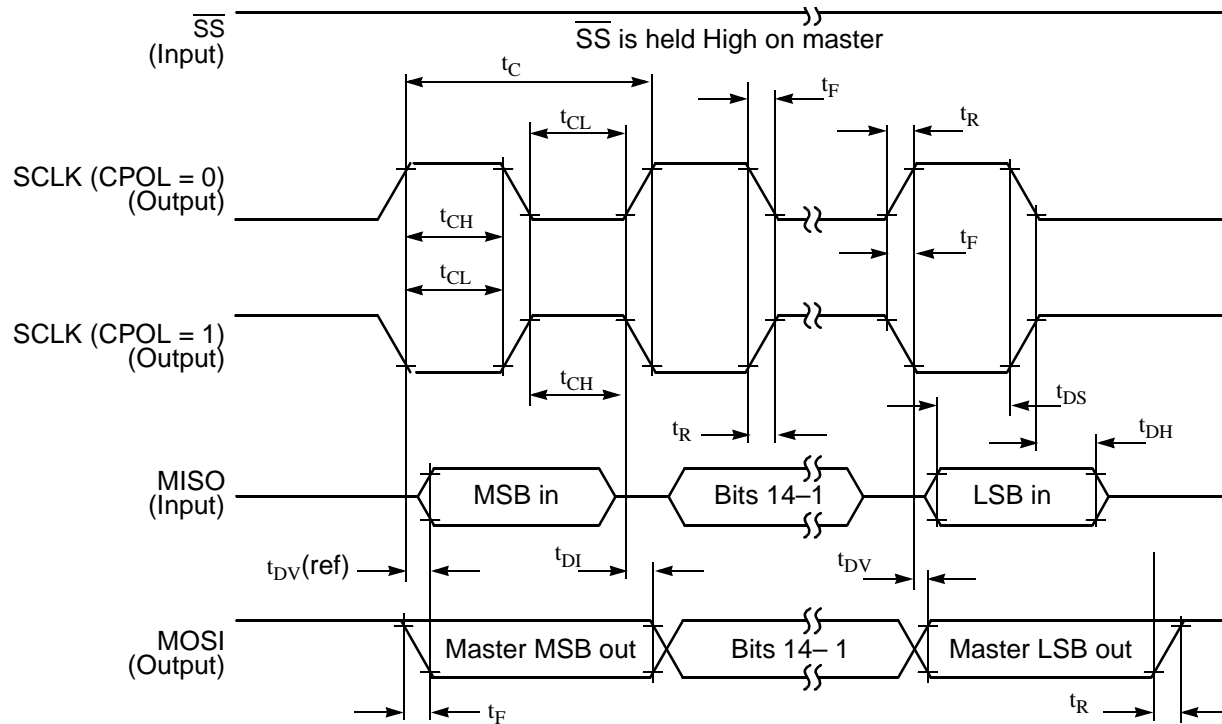 SS
(Input)
SS is held High on master
tC
tF
tR
tCL
SCLK (CPOL = 0)
(Output)
tCH
tF
tCL
SCLK (CPOL = 1)
(Output)
tCH
tDS
tR
tDH
MISO
(Input)
MSB in
Bits 14–1
LSB in
tDV(ref)
tDI
tDV
MOSI
(Output)
Master MSB out
Bits 14– 1
Master LSB out
tF
tR